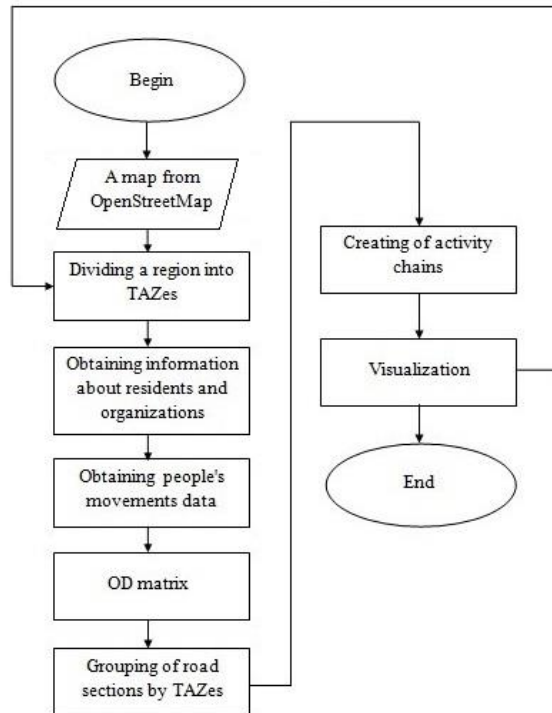 Begin
A map from
OpenStreetMap
Dividing a region into
TAZes
Obtaining information
about residents and
organizations
Obtaining people's
movements data
OD matrix
Grouping of road
sections by TAZes
Creating of activity
chains
Visualization
End